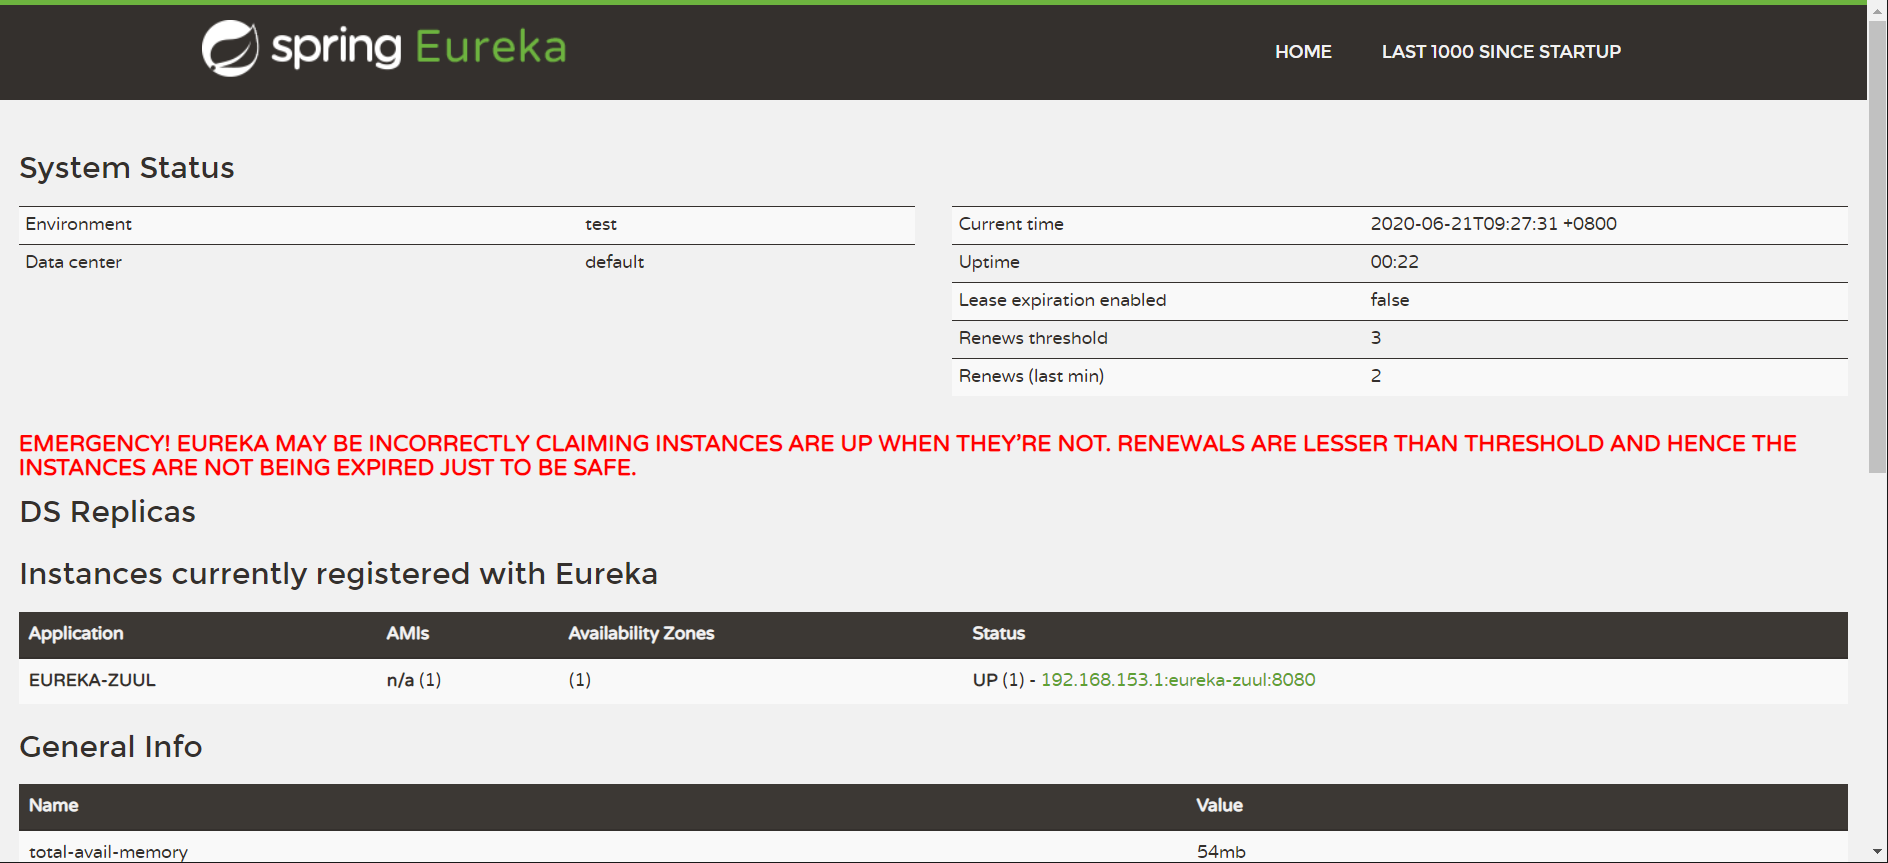 spring Eureka
HOME LAST 1000 SINCE STARTUP
System Status
Environment test
Data center default
Current time 2020-06-21T09:27:31 +0800
Uptime 00:22
Lease expiration enabled false
Renews threshold 3
Renews (last min) 2
EMERGENCY! EUREKA MAY BE INCORRECTLY CLAIMING INSTANCES ARE UP WHEN THEY'RE NOT. RENEWALS ARE LESSER THAN THRESHOLD AND HENCE THE
INSTANCES ARE NOT BEING EXPIRED JUST TO BE SAFE.
DS Replicas
Instances currently registered with Eureka
Application AMIs Availability Zones Status
EUREKA-ZUUL n/a (1) (1) UP (1) - 192.168.153.1:eureka-zuul:8080
General Info
Name Value
total-avail-memory 54mb